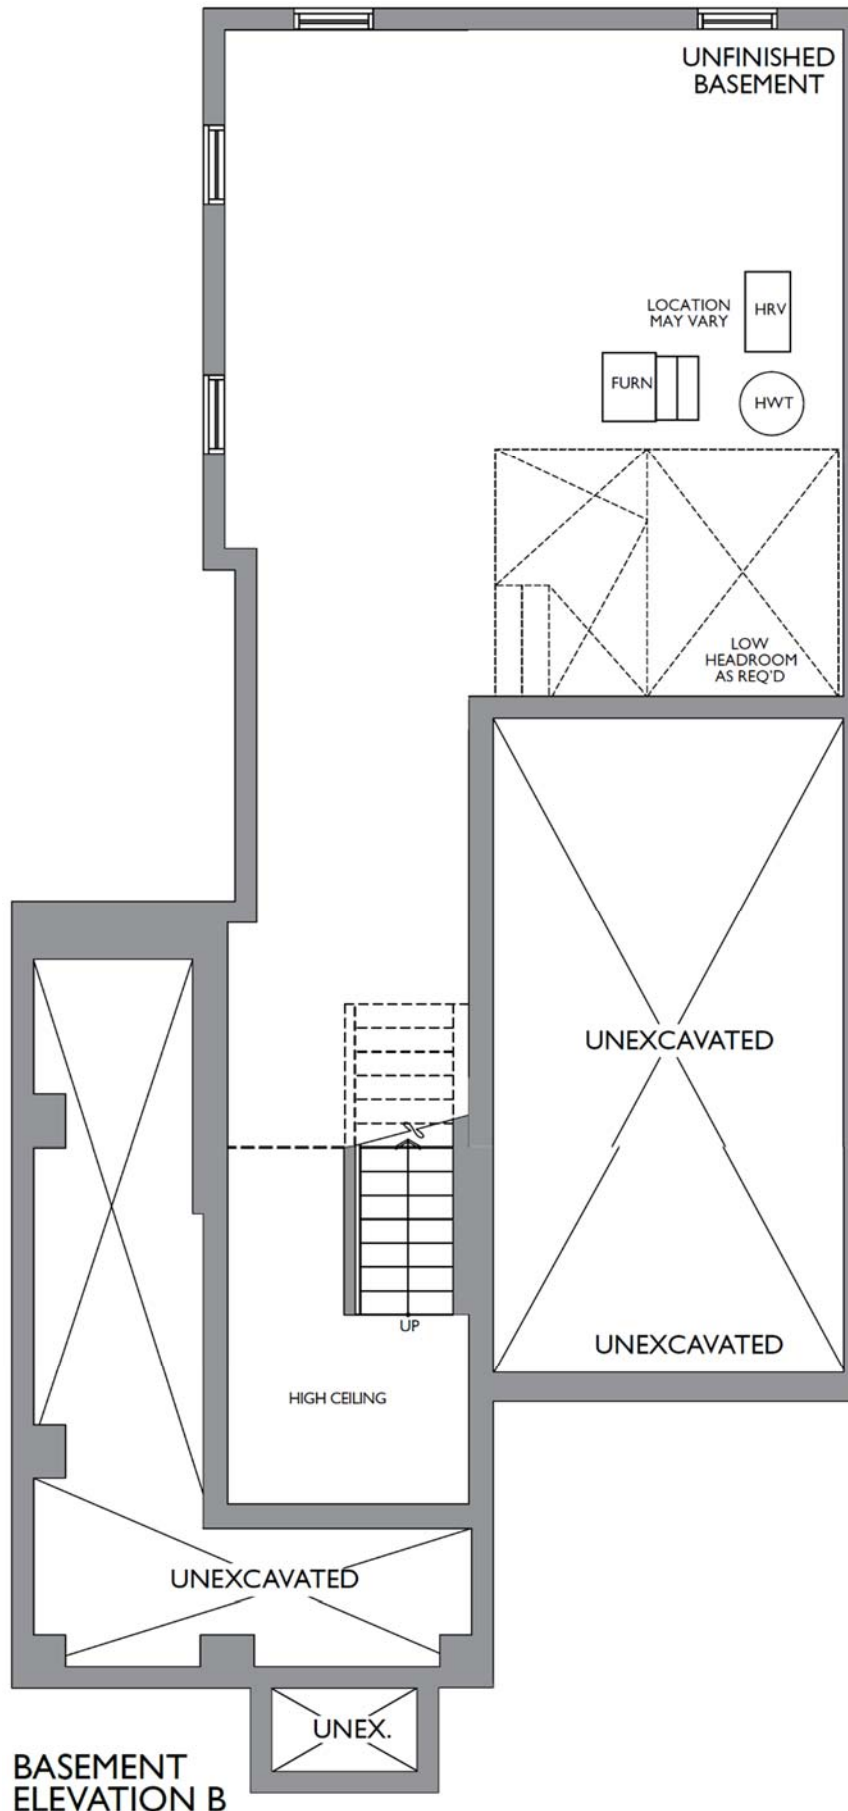 UNFINISHED
BASEMENT
LOCATION
MAY VARY
HRV
FURN
HWT
LOW
HEADROOM
AS REQ'D
UNEXCAVATED
UP
UNEXCAVATED
HIGH CEILING
UNEXCAVATED
UNEX.
BASEMENT
ELEVATION B